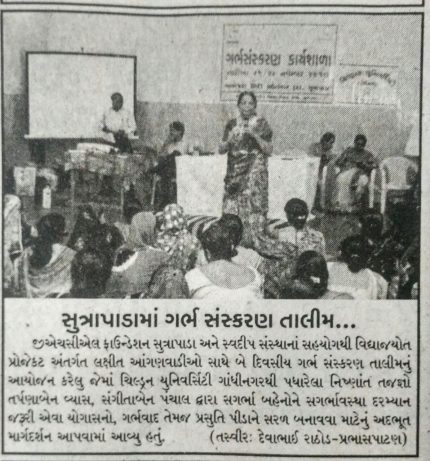 ગર્ભસંસ્કરણ કાર્યશાળા
સુત્રાપાડામાં ગર્ભ સંસ્કરણ તાલીમ...
જીએચસીએલ ફાઉન્ડેશન સુત્રાપાડા અને સ્વદીપ સંસ્થાનાં સહયોગથી વિદ્યાજ્યોત
પ્રોજેકટ અંતર્ગત લક્ષીત આંગણવાડીઓ સાથે બે દિવસીય ગર્ભ સંસ્કરણ તાલીમનું
આયોજન કરેલુ જેમાં ચિલ્ડ્રન યુનિવર્સિટી ગાંધીનગરથી પધારેલા નિષ્ણાંત તજજ્ઞો
તર્પણાબેન વ્યાસ, સંગીતાબેન પંચાલ દ્વારા સગર્ભા બહેનોને સગર્ભાવસ્થા દરમ્યાન
જરૂરી એવા યોગાસનો, ગર્ભવાદ તેમજ પ્રસુતિ પીડાને સરળ બનાવવા માટેનું અદભૂત
માર્ગદર્શન આપવામાં આવ્યુ હતું. (તસ્વીર: દેવાભાઈ રાઠોડ-પ્રભાસપાટણ)